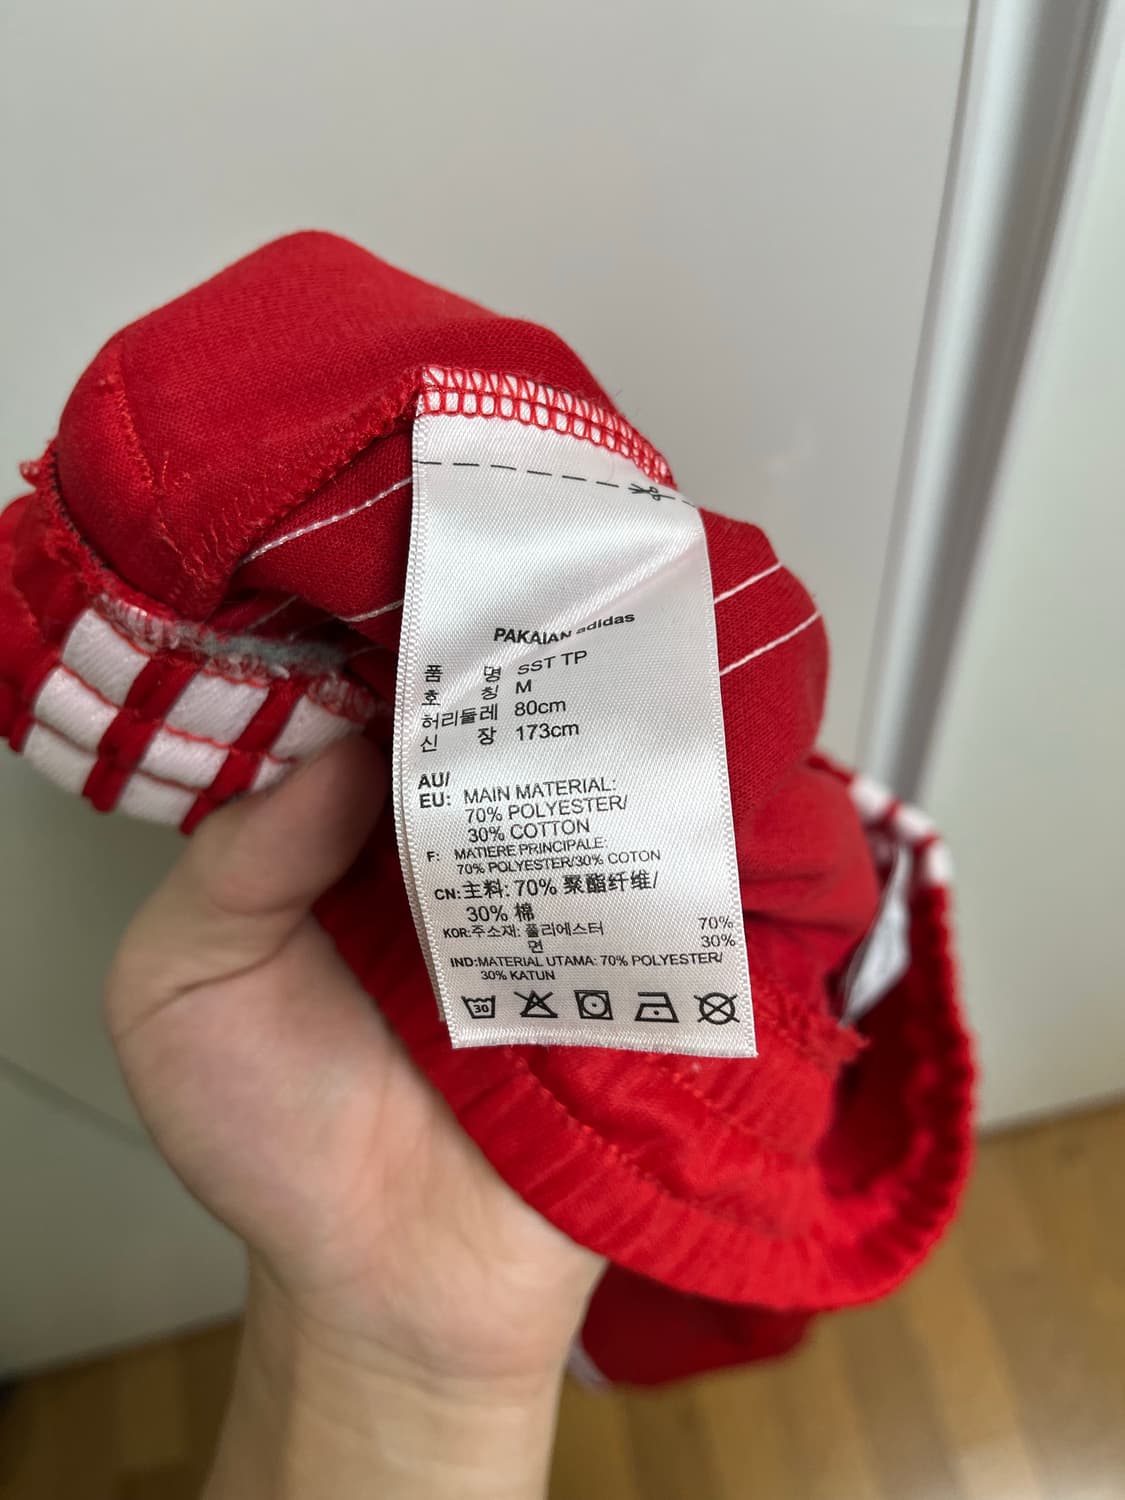 PAKAIAN adidas
품 명 SST TP
호 칭 M
허리둘레 80cm
신 장 173cm
AU/
EU: MAIN MATERIAL:
70% POLYESTER/
30% COTTON
F: MATIERE PRINCIPALE:
70% POLYESTER/30% COTON
CN:主料: 70% 聚酯纤维/
30% 棉
KOR:주소재: 폴리에스터 70%
면 30%
IND:MATERIAL UTAMA: 70% POLYESTER/
30% KATUN
30